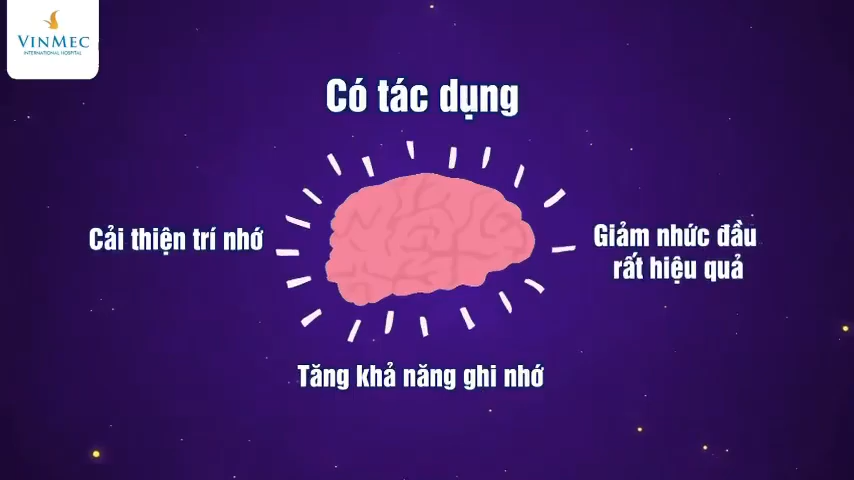 VINMEC
INTERNATIONAL HOSPITAL
Có tác dụng
Cải thiện trí nhớ
Giảm nhức đầu
rất hiệu quả
Tăng khả năng ghi nhớ